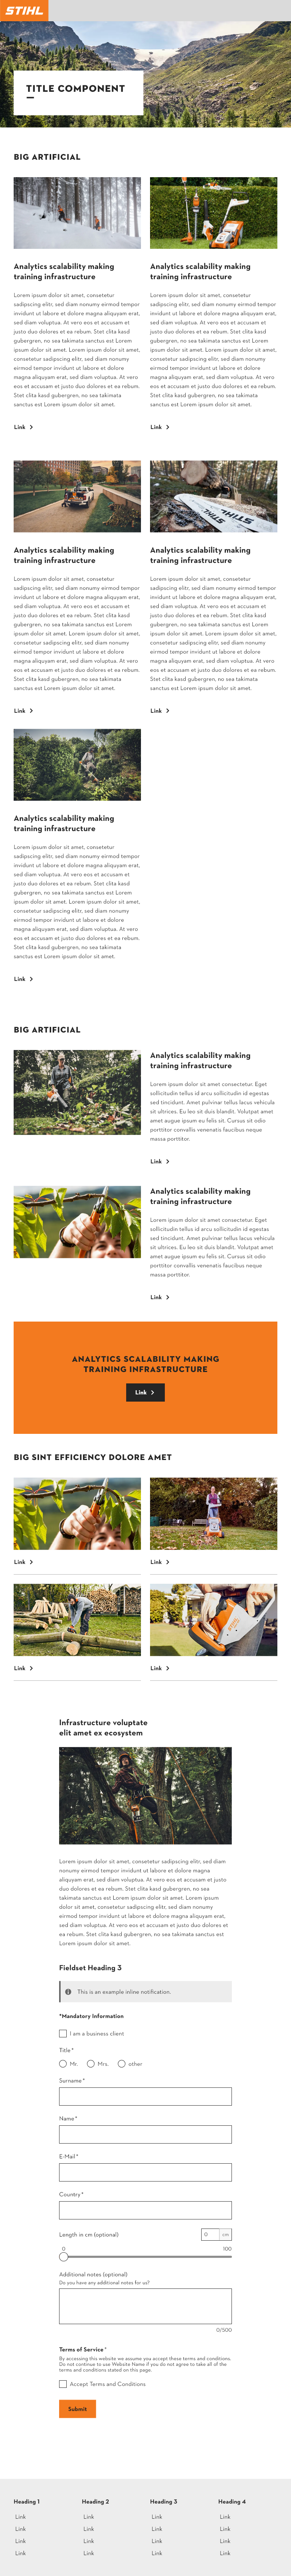 STIHL
TITLE COMPONENT
BIG ARTIFICIAL
Analytics scalability making
training infrastructure
Lorem ipsum dolor sit amet, consetetur
sadipscing elitr, sed diam nonumy eirmod tempor
invidunt ut labore et dolore magna aliquyam erat,
sed diam voluptua. At vero eos et accusam et
justo duo dolores et ea rebum. Stet clita kasd
gubergren, no sea takimata sanctus est Lorem
ipsum dolor sit amet. Lorem ipsum dolor sit amet,
consetetur sadipscing elitr, sed diam nonumy
eirmod tempor invidunt ut labore et dolore
magna aliquyam erat, sed diam voluptua. At vero
eos et accusam et justo duo dolores et ea rebum.
Stet clita kasd gubergren, no sea takimata
sanctus est Lorem ipsum dolor sit amet.
Link
Analytics scalability making
training infrastructure
Lorem ipsum dolor sit amet, consetetur
sadipscing elitr, sed diam nonumy eirmod tempor
invidunt ut labore et dolore magna aliquyam erat,
sed diam voluptua. At vero eos et accusam et
justo duo dolores et ea rebum. Stet clita kasd
gubergren, no sea takimata sanctus est Lorem
ipsum dolor sit amet. Lorem ipsum dolor sit amet,
consetetur sadipscing elitr, sed diam nonumy
eirmod tempor invidunt ut labore et dolore
magna aliquyam erat, sed diam voluptua. At vero
eos et accusam et justo duo dolores et ea rebum.
Stet clita kasd gubergren, no sea takimata
sanctus est Lorem ipsum dolor sit amet.
Link
STIHL
Analytics scalability making
training infrastructure
Lorem ipsum dolor sit amet, consetetur
sadipscing elitr, sed diam nonumy eirmod tempor
invidunt ut labore et dolore magna aliquyam erat,
sed diam voluptua. At vero eos et accusam et
justo duo dolores et ea rebum. Stet clita kasd
gubergren, no sea takimata sanctus est Lorem
ipsum dolor sit amet. Lorem ipsum dolor sit amet,
consetetur sadipscing elitr, sed diam nonumy
eirmod tempor invidunt ut labore et dolore
magna aliquyam erat, sed diam voluptua. At vero
eos et accusam et justo duo dolores et ea rebum.
Stet clita kasd gubergren, no sea takimata
sanctus est Lorem ipsum dolor sit amet.
Link
Analytics scalability making
training infrastructure
Lorem ipsum dolor sit amet, consetetur
sadipscing elitr, sed diam nonumy eirmod tempor
invidunt ut labore et dolore magna aliquyam erat,
sed diam voluptua. At vero eos et accusam et
justo duo dolores et ea rebum. Stet clita kasd
gubergren, no sea takimata sanctus est Lorem
ipsum dolor sit amet. Lorem ipsum dolor sit amet,
consetetur sadipscing elitr, sed diam nonumy
eirmod tempor invidunt ut labore et dolore
magna aliquyam erat, sed diam voluptua. At vero
eos et accusam et justo duo dolores et ea rebum.
Stet clita kasd gubergren, no sea takimata
sanctus est Lorem ipsum dolor sit amet.
Link
Analytics scalability making
training infrastructure
Lorem ipsum dolor sit amet, consetetur
sadipscing elitr, sed diam nonumy eirmod tempor
invidunt ut labore et dolore magna aliquyam erat,
sed diam voluptua. At vero eos et accusam et
justo duo dolores et ea rebum. Stet clita kasd
gubergren, no sea takimata sanctus est Lorem
ipsum dolor sit amet. Lorem ipsum dolor sit amet,
consetetur sadipscing elitr, sed diam nonumy
eirmod tempor invidunt ut labore et dolore
magna aliquyam erat, sed diam voluptua. At vero
eos et accusam et justo duo dolores et ea rebum.
Stet clita kasd gubergren, no sea takimata
sanctus est Lorem ipsum dolor sit amet.
Link
BIG ARTIFICIAL
Analytics scalability making
training infrastructure
Lorem ipsum dolor sit amet consectetur. Eget
sollicitudin tellus id arcu sollicitudin id egestas
sed tincidunt. Amet pulvinar tellus lacus vehicula
sit ultrices. Eu leo sit duis blandit. Volutpat amet
amet augue ipsum eu felis sit. Cursus sit odio
porttitor convallis venenatis faucibus neque
massa porttitor.
Link
Analytics scalability making
training infrastructure
Lorem ipsum dolor sit amet consectetur. Eget
sollicitudin tellus id arcu sollicitudin id egestas
sed tincidunt. Amet pulvinar tellus lacus vehicula
sit ultrices. Eu leo sit duis blandit. Volutpat amet
amet augue ipsum eu felis sit. Cursus sit odio
porttitor convallis venenatis faucibus neque
massa porttitor.
Link
ANALYTICS SCALABILITY MAKING
TRAINING INFRASTRUCTURE
Link
BIG SINT EFFICIENCY DOLORE AMET
Link
Link
Link
Link
Infrastructure voluptate
elit amet ex ecosystem
Lorem ipsum dolor sit amet, consetetur sadipscing elitr, sed diam
nonumy eirmod tempor invidunt ut labore et dolore magna
aliquyam erat, sed diam voluptua. At vero eos et accusam et justo
duo dolores et ea rebum. Stet clita kasd gubergren, no sea
takimata sanctus est Lorem ipsum dolor sit amet. Lorem ipsum
dolor sit amet, consetetur sadipscing elitr, sed diam nonumy
eirmod tempor invidunt ut labore et dolore magna aliquyam erat,
sed diam voluptua. At vero eos et accusam et justo duo dolores et
ea rebum. Stet clita kasd gubergren, no sea takimata sanctus est
Lorem ipsum dolor sit amet.
Fieldset Heading 3
This is an example inline notification.
*Mandatory Information
I am a business client
Title*
Mr. Mrs. other
Surname*
Name*
E-Mail*
Country*
Length in cm (optional) 0 cm
0 100
Additional notes (optional)
Do you have any additional notes for us?
0/500
Terms of Service *
By accessing this website we assume you accept these terms and conditions.
Do not continue to use Website Name if you do not agree to take all of the
terms and conditions stated on this page.
Accept Terms and Conditions
Submit
Heading 1 Heading 2 Heading 3 Heading 4
Link Link Link Link
Link Link Link Link
Link Link Link Link
Link Link Link Link